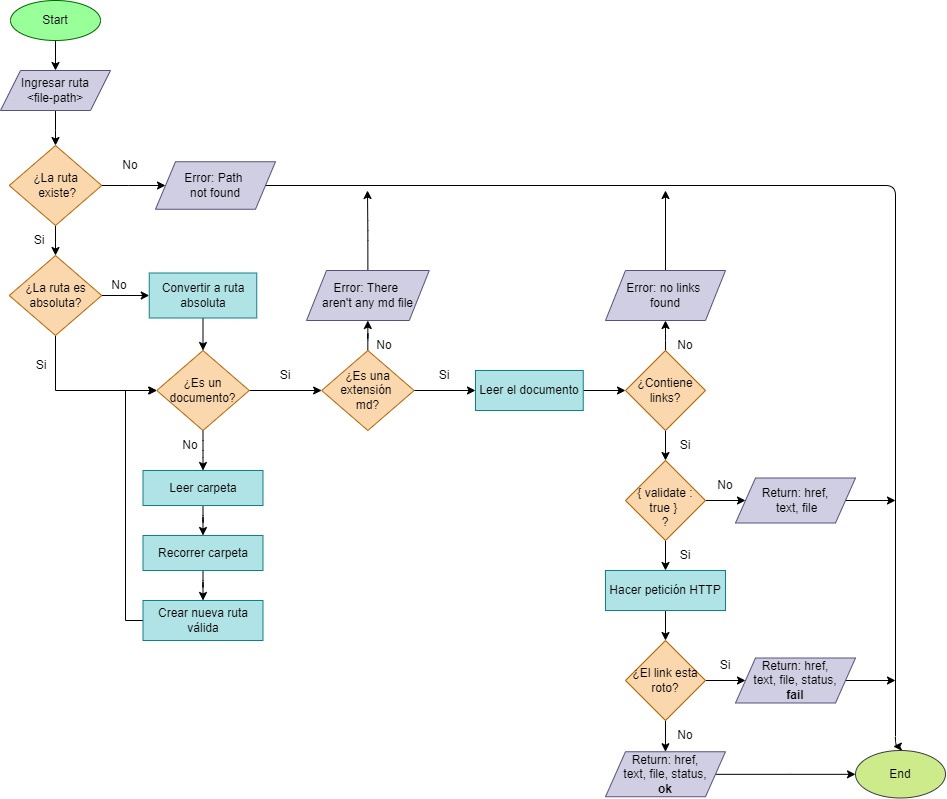 Start
Ingresar ruta
<file-path>
¿La ruta
existe?
No
Error: Path
not found
Si
¿La ruta es
absoluta?
No
Convertir a ruta
absoluta
Error: There
aren't any md file
Error: no links
found
Si
No
No
¿Es un
documento?
Si
¿Es una
extensión
md?
Si
Leer el documento
¿Contiene
links?
No
Si
Leer carpeta
{ validate :
true }
?
No
Return: href,
text, file
Recorrer carpeta
Si
Hacer petición HTTP
Crear nueva ruta
válida
¿El link esta
roto?
Si
Return: href,
text, file, status,
fail
No
Return: href,
text, file, status,
ok
End